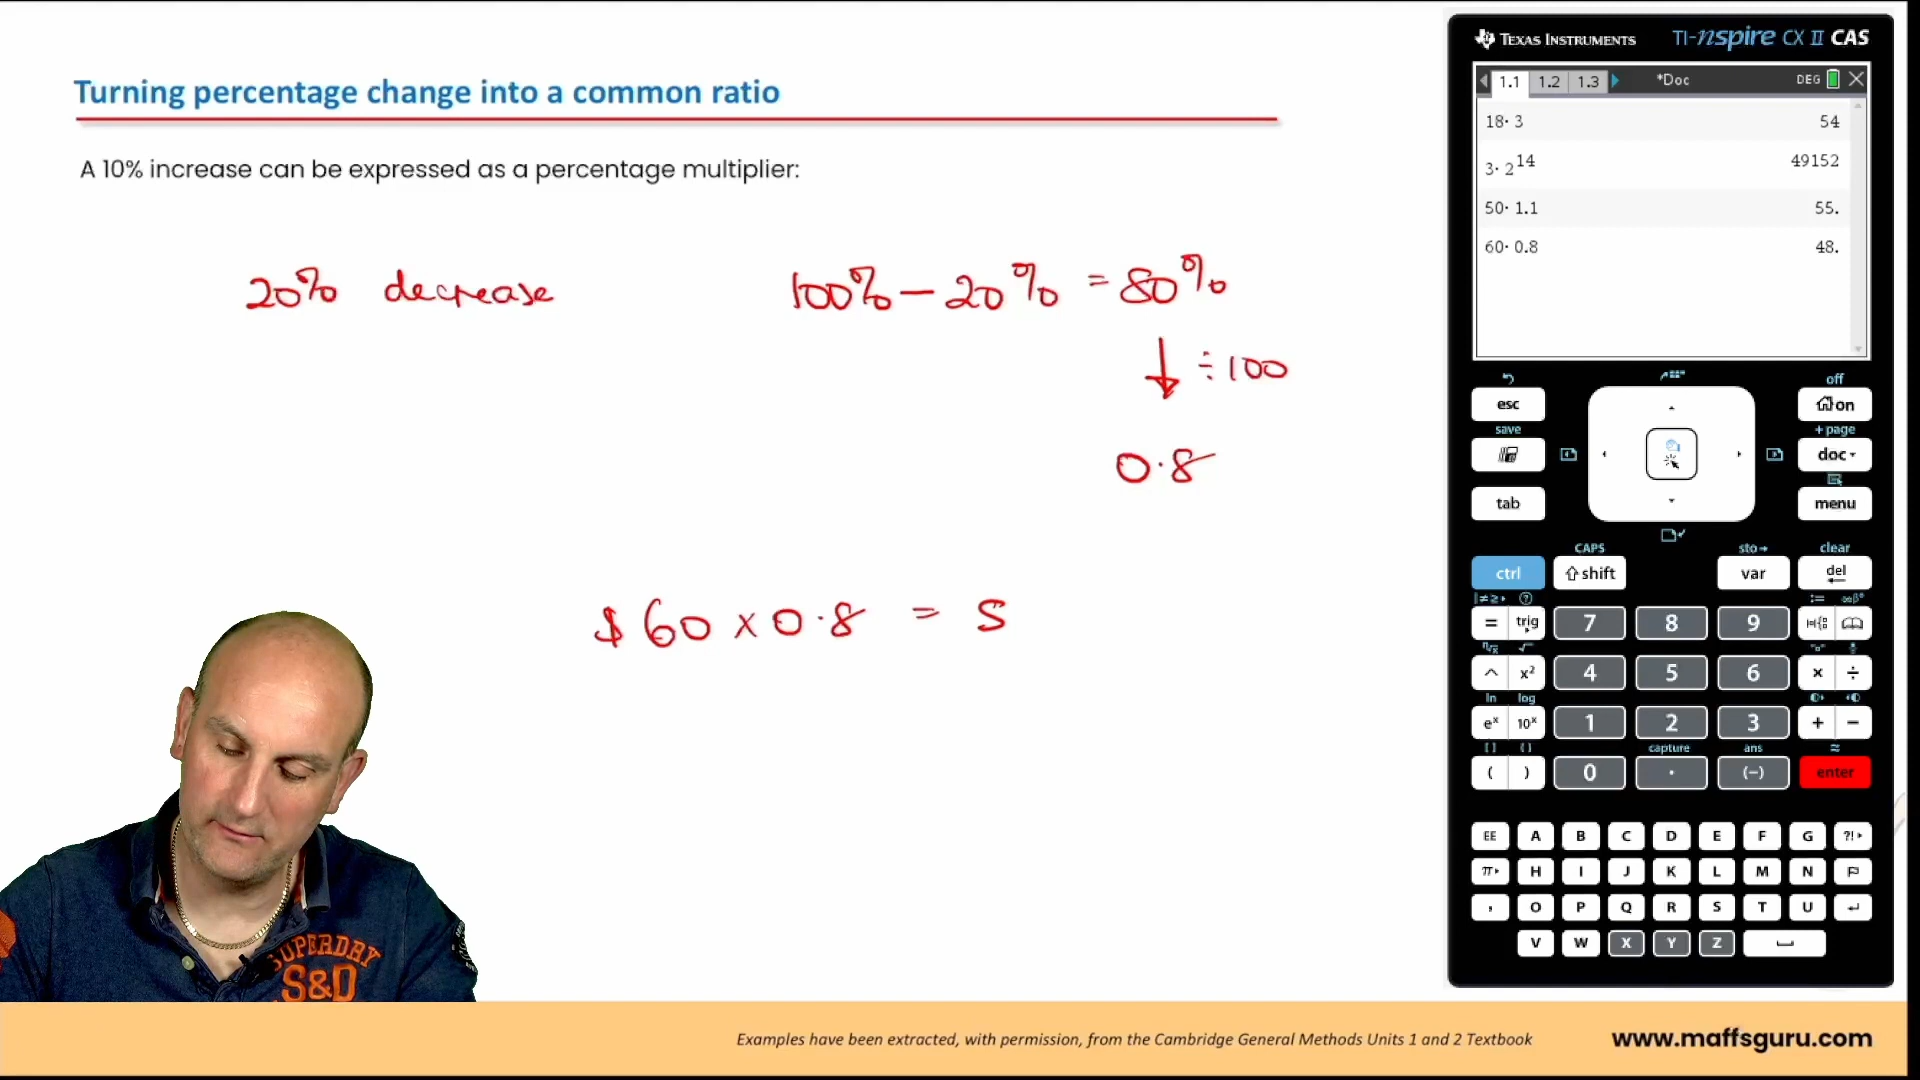 Turning percentage change into a common ratio
A 10% increase can be expressed as a percentage multiplier:
20% decrease
100% – 20% = 80%
÷100
0.8
$60 x 0.8 = S
SUPERDRY
S&D
Examples have been extracted, with permission, from the Cambridge General Methods Units 1 and 2 Textbook
www.maffsguru.com
TEXAS INSTRUMENTS TI-nspire CX II CAS
1.1 1.2 1.3 *Doc DEG
18·3 54
3·2^14 49152
50·1.1 55.
60·0.8 48.
off
esc on
save + page
doc
tab menu
CAPS sto→ clear
ctrl shift var del
= trig 7 8 9
^ x² 4 5 6 × ÷
ln log
eˣ 10ˣ 1 2 3 + −
[ ] { } capture ans ≈
( ) 0 . (−) enter
EE A B C D E F G ?!
π H I J K L M N
, O P Q R S T U
V W X Y Z